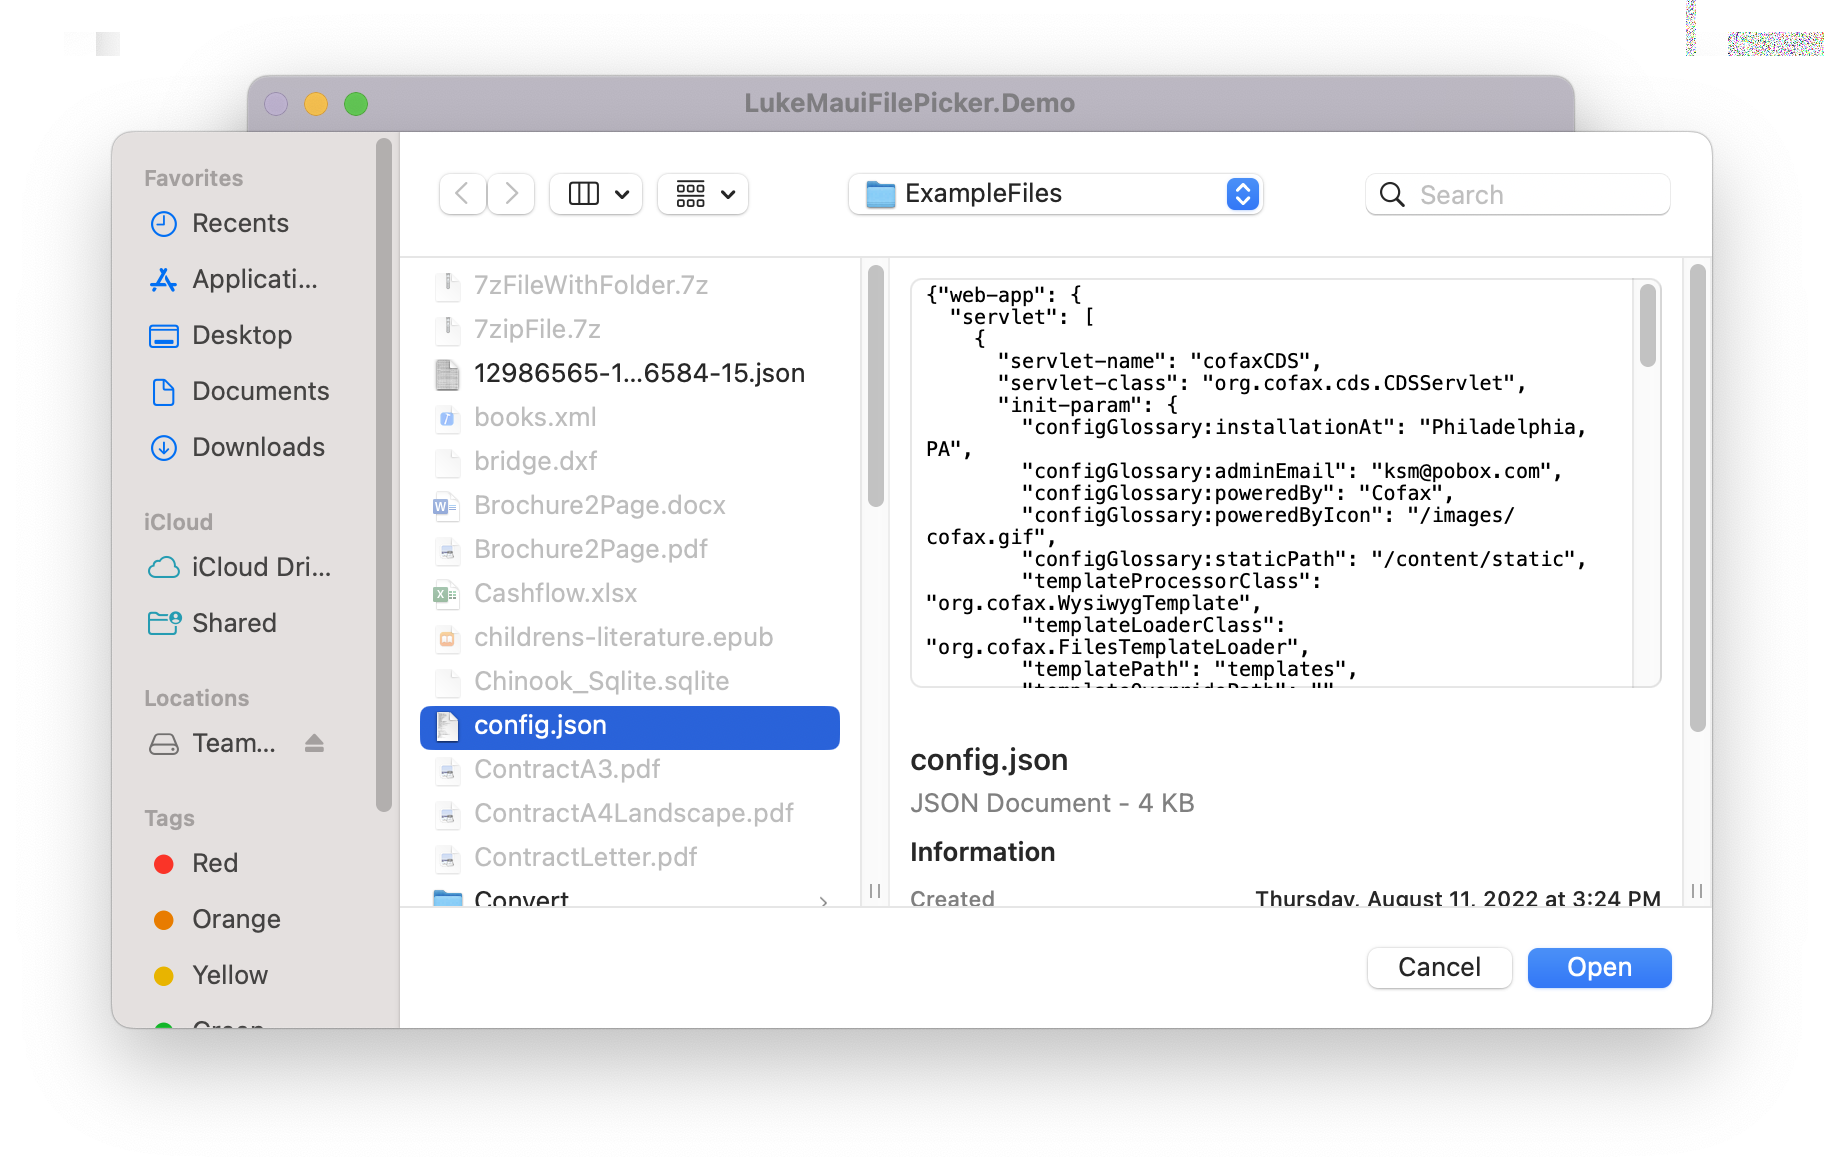 LukeMauiFilePicker.Demo
Favorites
Recents
Applicati...
Desktop
Documents
Downloads
iCloud
iCloud Dri...
Shared
Locations
Team...
Tags
Red
Orange
Yellow
Green
ExampleFiles
Search
7zFileWithFolder.7z
7zipFile.7z
12986565-1...6584-15.json
books.xml
bridge.dxf
Brochure2Page.docx
Brochure2Page.pdf
Cashflow.xlsx
childrens-literature.epub
Chinook_Sqlite.sqlite
config.json
ContractA3.pdf
ContractA4Landscape.pdf
ContractLetter.pdf
Convert
{"web-app": {
"servlet": [
{
"servlet-name": "cofaxCDS",
"servlet-class": "org.cofax.cds.CDSServlet",
"init-param": {
"configGlossary:installationAt": "Philadelphia,
PA",
"configGlossary:adminEmail": "ksm@pobox.com",
"configGlossary:poweredBy": "Cofax",
"configGlossary:poweredByIcon": "/images/
cofax.gif",
"configGlossary:staticPath": "/content/static",
"templateProcessorClass":
"org.cofax.WysiwygTemplate",
"templateLoaderClass":
"org.cofax.FilesTemplateLoader",
"templatePath": "templates",
"templateOverridePath": ""
config.json
JSON Document - 4 KB
Information
Created Thursday, August 11, 2022 at 3:24 PM
Cancel Open